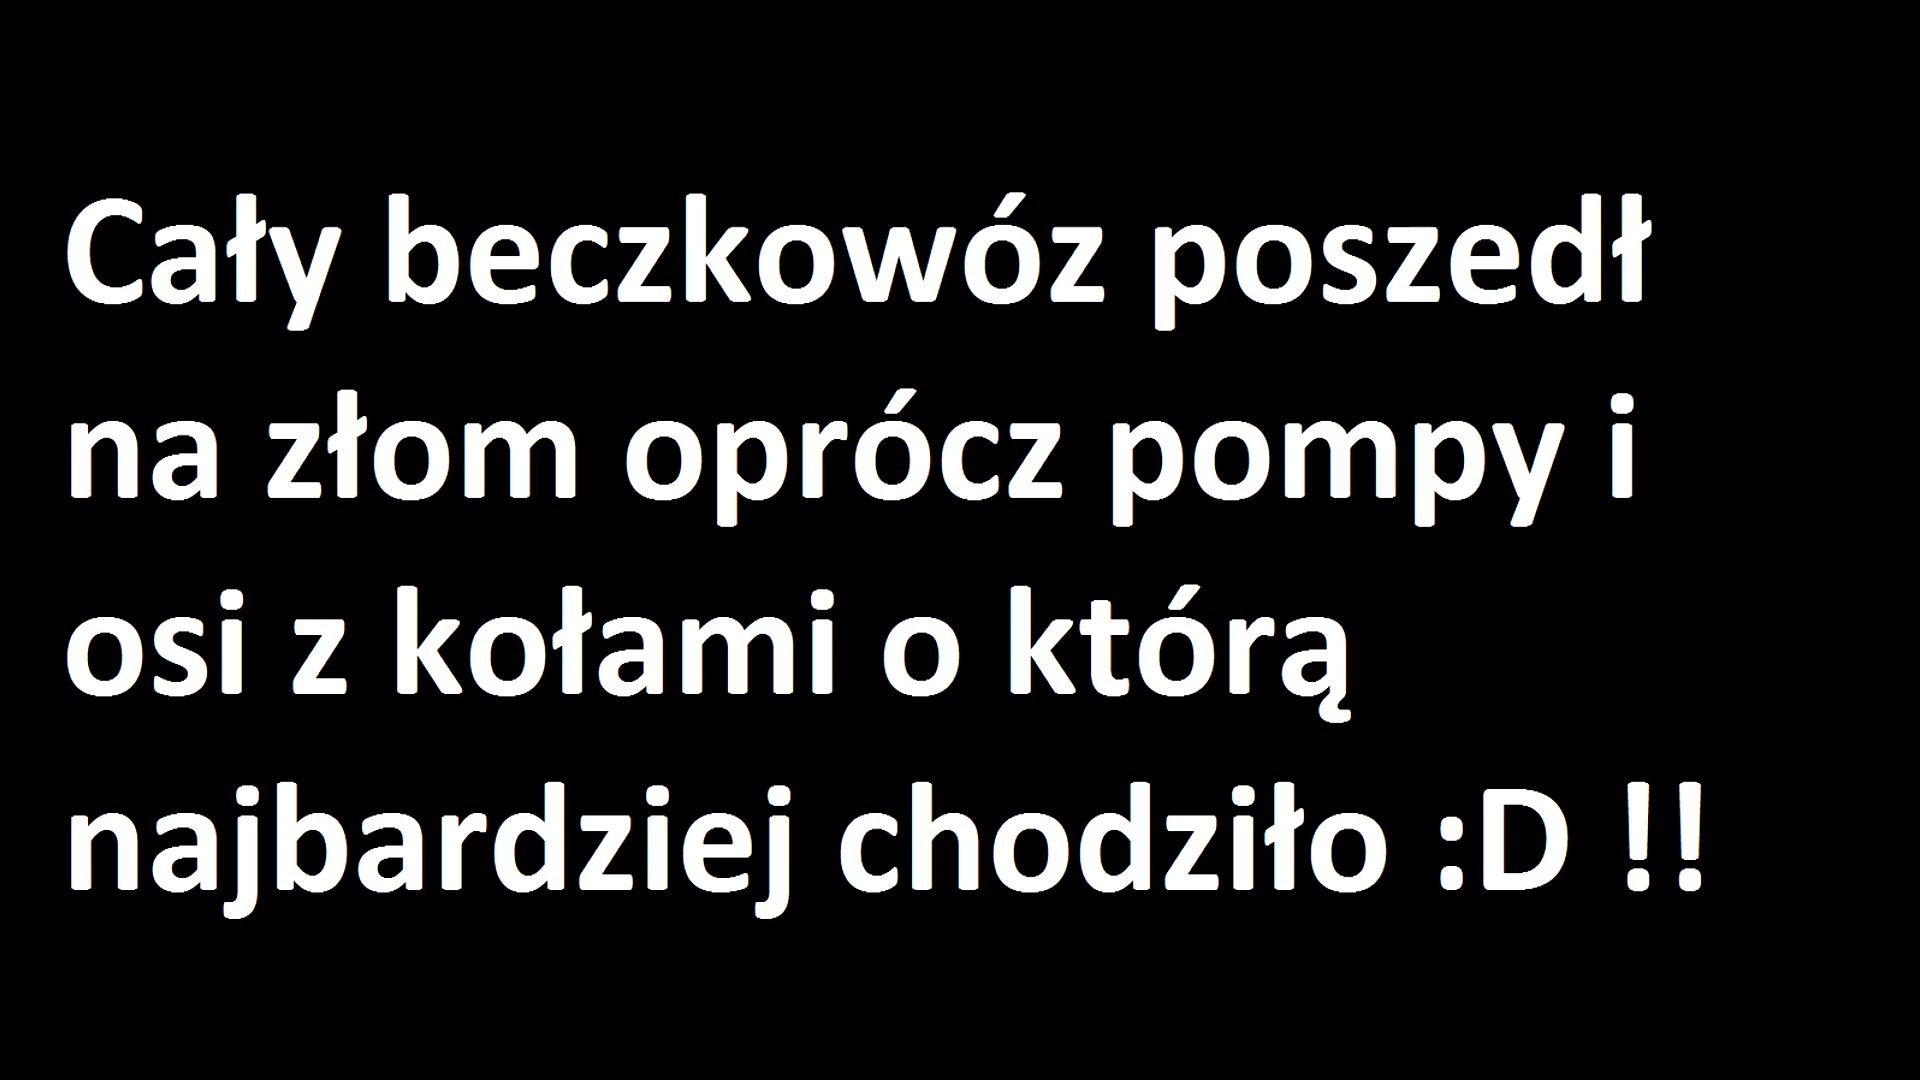 Cały beczkowóz poszedł
na złom oprócz pompy i
osi z kołami o którą
najbardziej chodziło :D !!